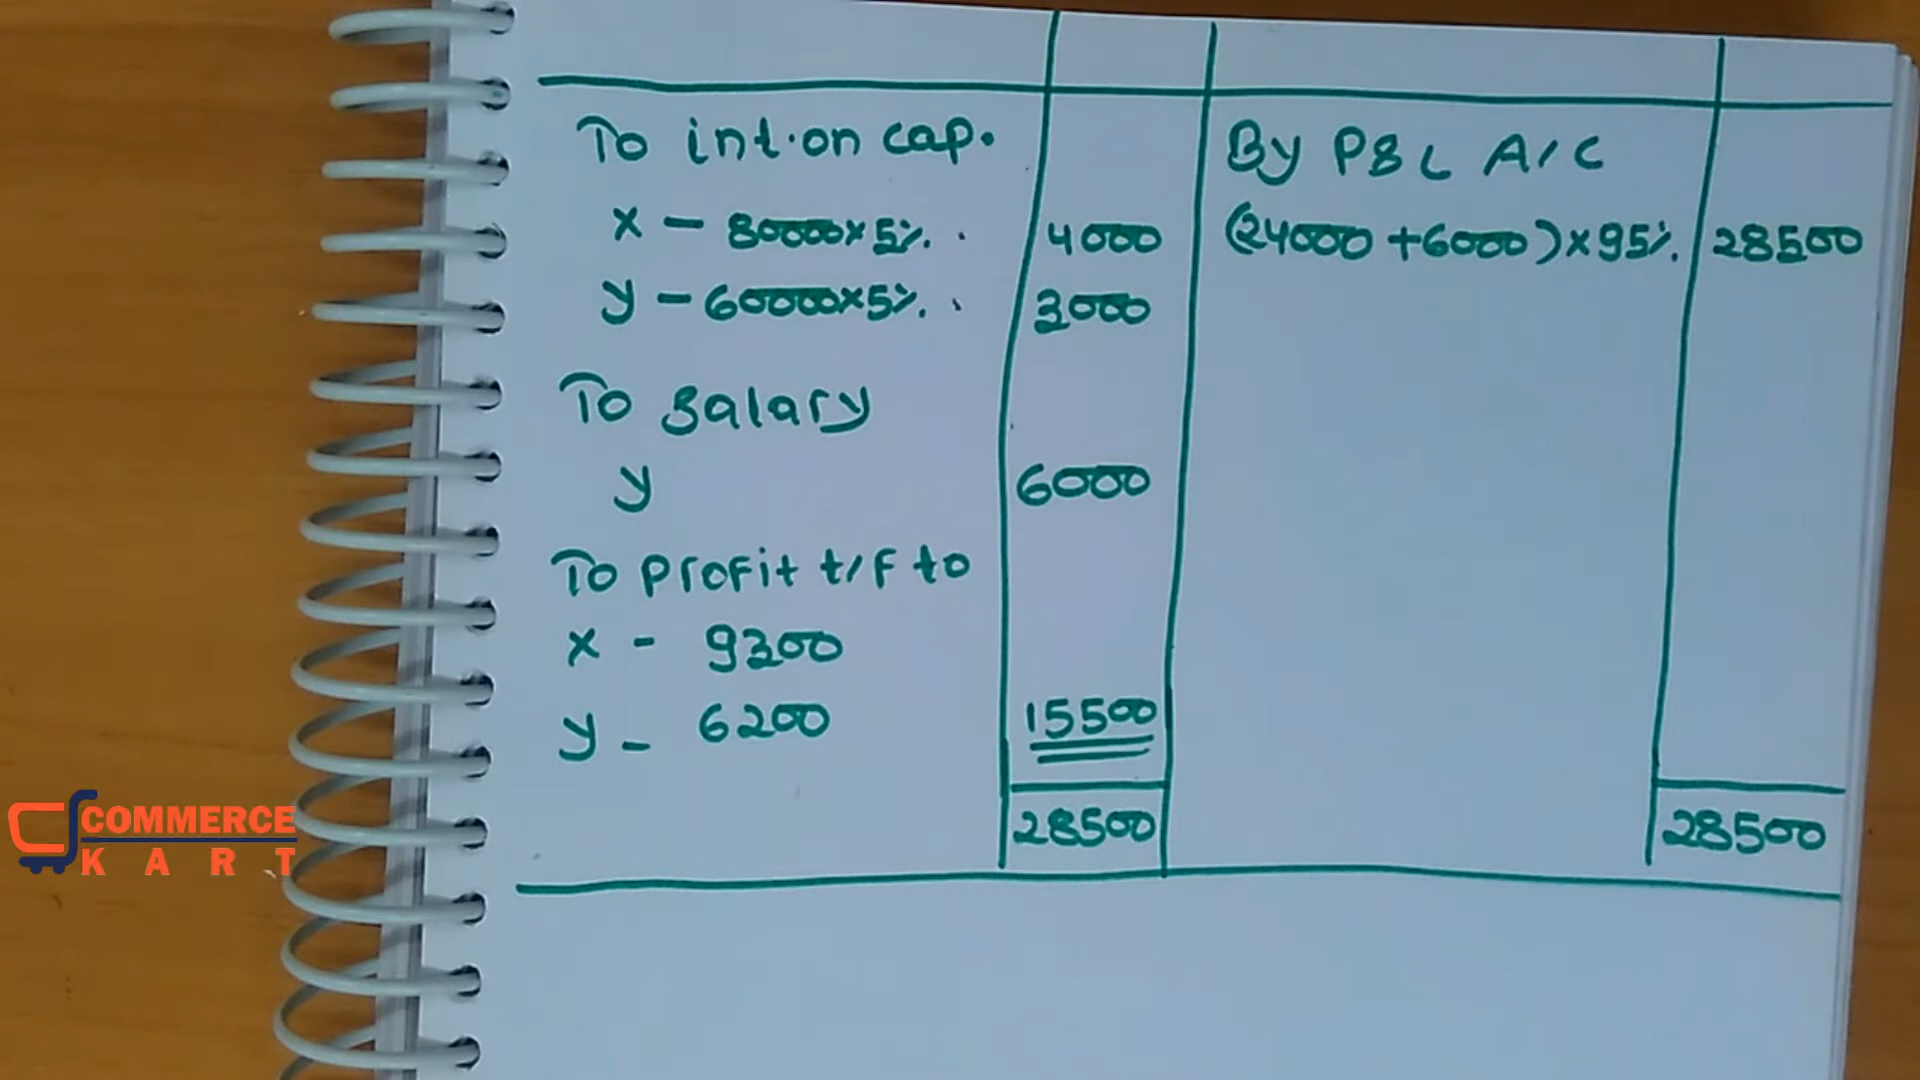 To int. on cap.
x - 80000x5%.
4000
y - 60000x5%.
3000
To salary
y
6000
To profit t/f to
x - 9300
y - 6200
15500
28500
By P&L A/C
(24000 + 6000) x 95%.
28500
28500
COMMERCE
KART